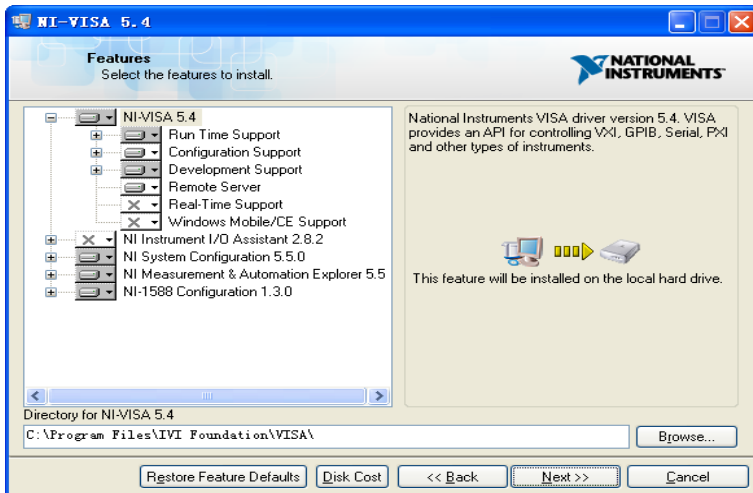 NI-VISA 5.4
Features
Select the features to install.
NATIONAL
INSTRUMENTS
NI-VISA 5.4
Run Time Support
Configuration Support
Development Support
Remote Server
Real-Time Support
Windows Mobile/CE Support
NI Instrument I/O Assistant 2.8.2
NI System Configuration 5.5.0
NI Measurement & Automation Explorer 5.5
NI-1588 Configuration 1.3.0
National Instruments VISA driver version 5.4. VISA
provides an API for controlling VXI, GPIB, Serial, PXI
and other types of instruments.
This feature will be installed on the local hard drive.
Directory for NI-VISA 5.4
C:\Program Files\IVI Foundation\VISA\
Browse...
Restore Feature Defaults
Disk Cost
<< Back
Next >>
Cancel